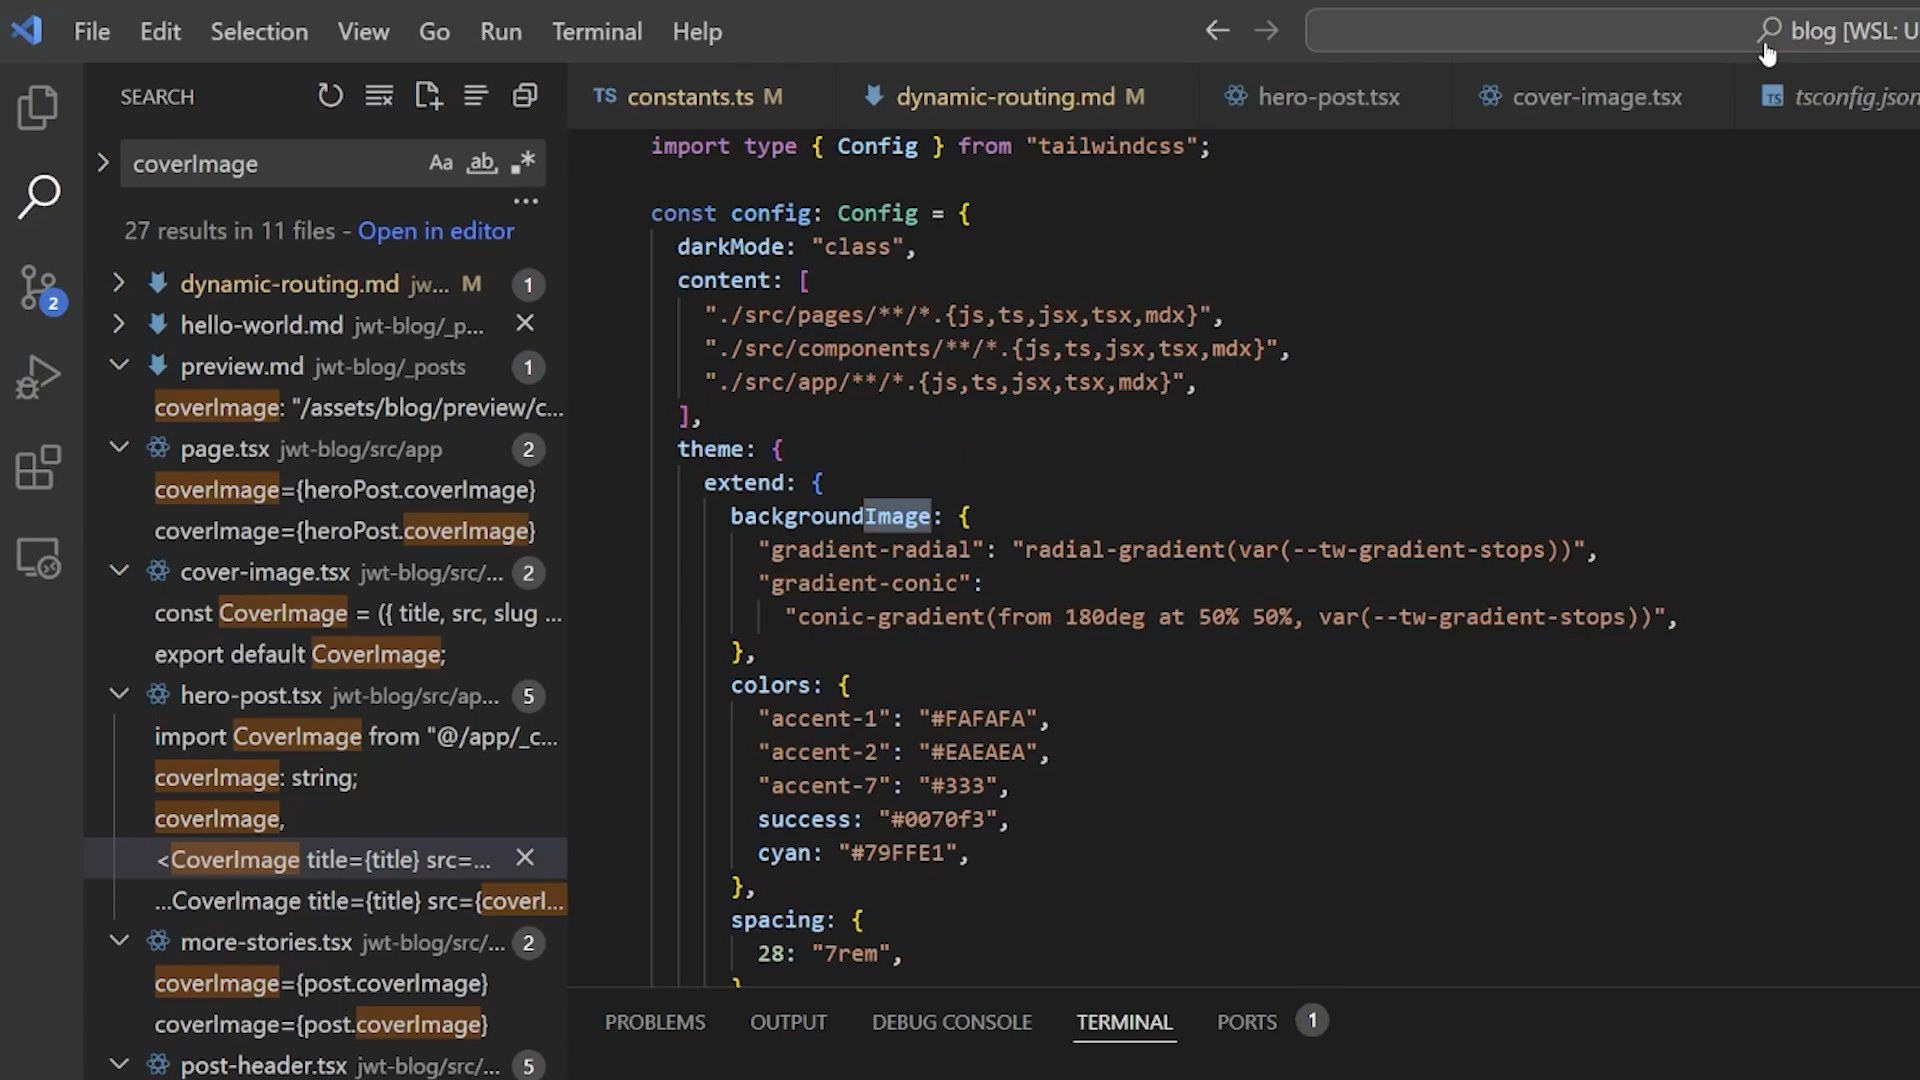 File Edit Selection View Go Run Terminal Help
blog [WSL: U
SEARCH
coverImage
Aa ab .*
27 results in 11 files - Open in editor
dynamic-routing.md jw... M 1
hello-world.md jwt-blog/_p...
preview.md jwt-blog/_posts 1
coverImage: "/assets/blog/preview/c...
page.tsx jwt-blog/src/app 2
coverImage={heroPost.coverImage}
coverImage={heroPost.coverImage}
cover-image.tsx jwt-blog/src/... 2
const CoverImage = ({ title, src, slug ...
export default CoverImage;
hero-post.tsx jwt-blog/src/ap... 5
import CoverImage from "@/app/_c...
coverImage: string;
coverImage,
<CoverImage title={title} src=...
...CoverImage title={title} src={coverI...
more-stories.tsx jwt-blog/src/... 2
coverImage={post.coverImage}
coverImage={post.coverImage}
post-header.tsx jwt-blog/src/... 5
2
TS constants.ts M
dynamic-routing.md M
hero-post.tsx
cover-image.tsx
TS tsconfig.json
import type { Config } from "tailwindcss";
const config: Config = {
darkMode: "class",
content: [
"./src/pages/**/*.{js,ts,jsx,tsx,mdx}",
"./src/components/**/*.{js,ts,jsx,tsx,mdx}",
"./src/app/**/*.{js,ts,jsx,tsx,mdx}",
],
theme: {
extend: {
backgroundImage: {
"gradient-radial": "radial-gradient(var(--tw-gradient-stops))",
"gradient-conic":
"conic-gradient(from 180deg at 50% 50%, var(--tw-gradient-stops))",
},
colors: {
"accent-1": "#FAFAFA",
"accent-2": "#EAEAEA",
"accent-7": "#333",
success: "#0070f3",
cyan: "#79FFE1",
},
spacing: {
28: "7rem",
}
PROBLEMS OUTPUT DEBUG CONSOLE TERMINAL PORTS 1